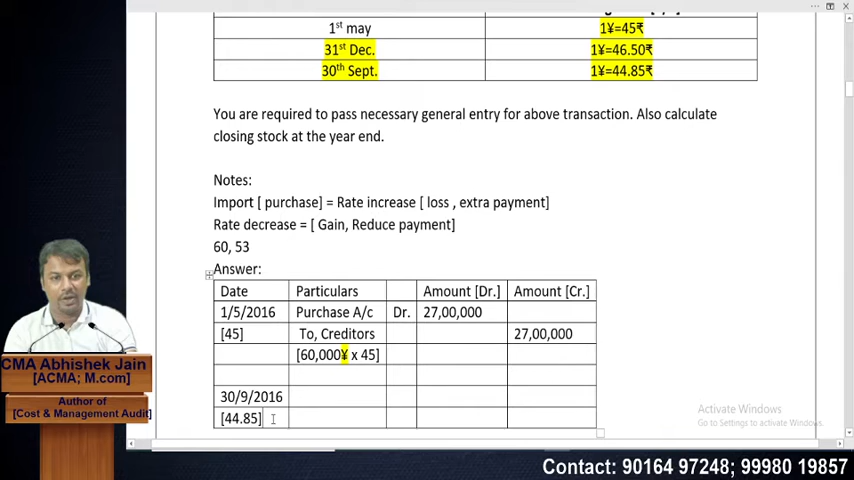 1st may 1¥=45₹
31st Dec. 1¥=46.50₹
30th Sept. 1¥=44.85₹
You are required to pass necessary general entry for above transaction. Also calculate
closing stock at the year end.
Notes:
Import [ purchase] = Rate increase [ loss , extra payment]
Rate decrease = [ Gain, Reduce payment]
60, 53
Answer:
Date Particulars Amount [Dr.] Amount [Cr.]
1/5/2016 Purchase A/c Dr. 27,00,000
[45] To, Creditors 27,00,000
[60,000¥ x 45]
30/9/2016
[44.85]
CMA Abhishek Jain
[ACMA; M.com]
Author of
[Cost & Management Audit]
Activate Windows
Go to Settings to activate Windows.
Contact: 90164 97248; 99980 19857